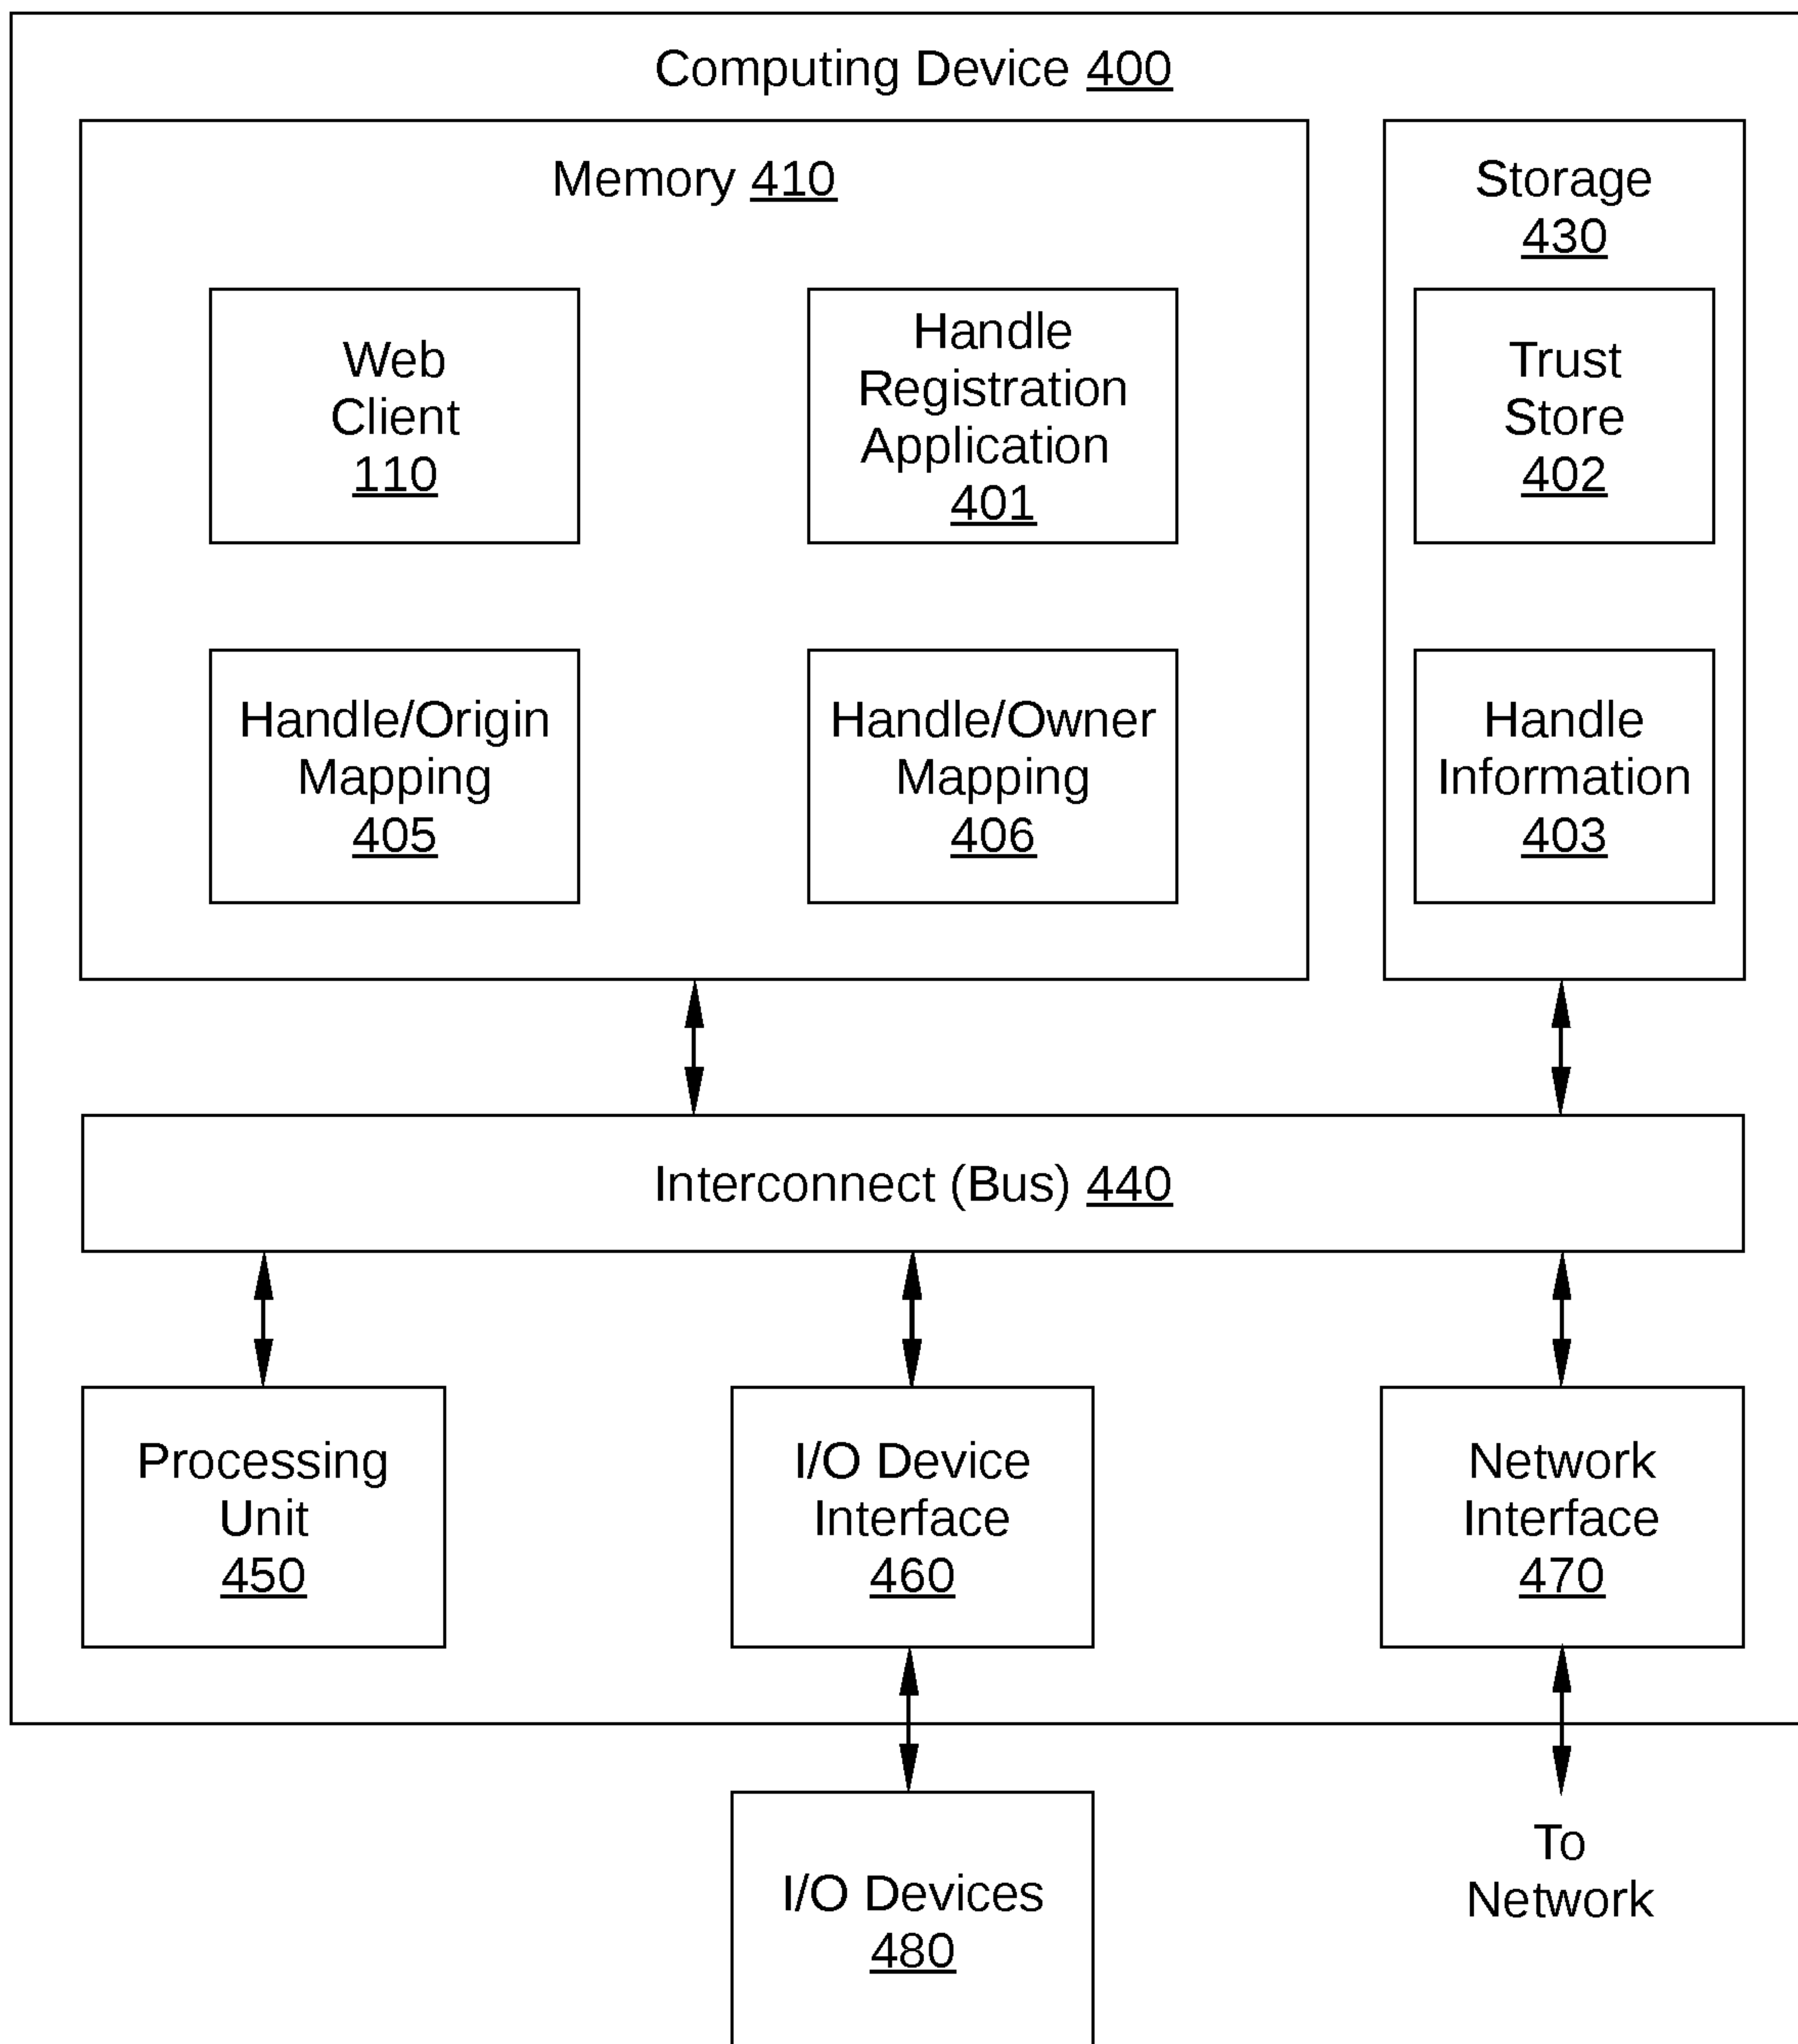 Computing Device 400
Memory 410
Web
Client
110
Handle
Registration
Application
401
Handle/Origin
Mapping
405
Handle/Owner
Mapping
406
Storage
430
Trust
Store
402
Handle
Information
403
Interconnect (Bus) 440
Processing
Unit
450
I/O Device
Interface
460
Network
Interface
470
I/O Devices
480
To
Network